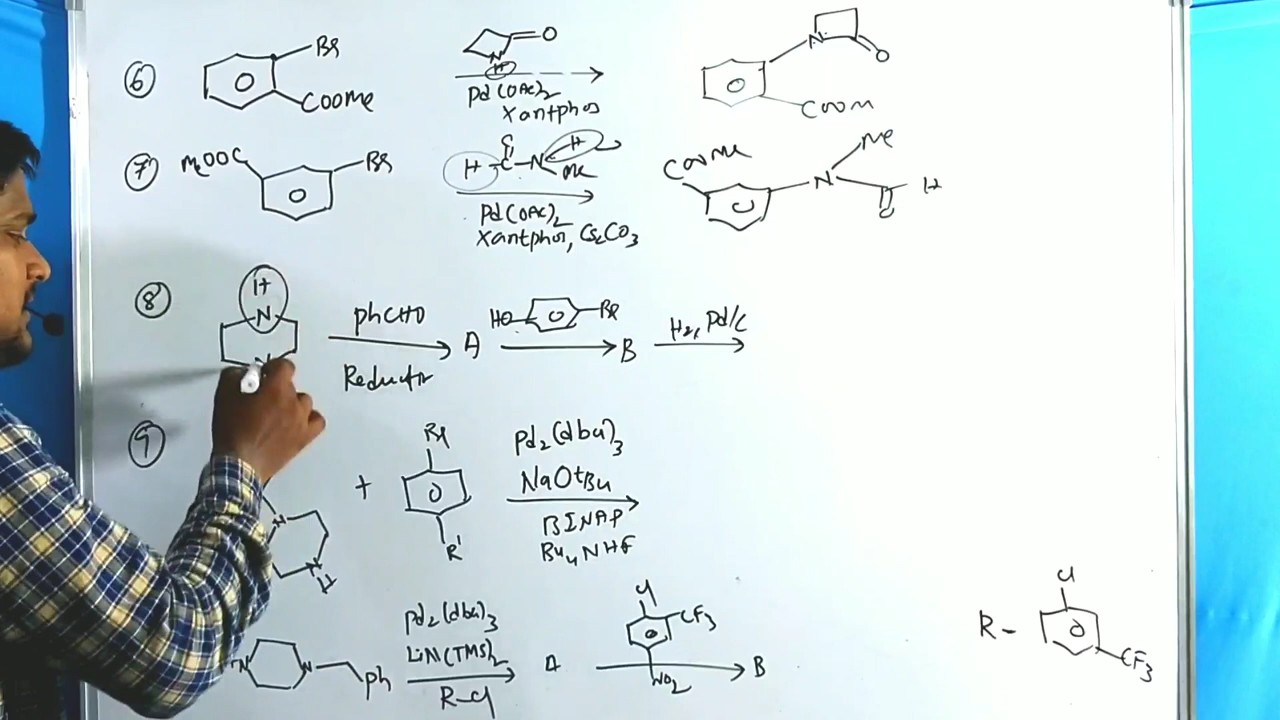 6 Br COOMe
N H O
Pd(OAc)2
Xantphos
N O COOM
7 MeOOC Br
H - C - N H Me
Pd(OAc)2
Xantphos, Cs2CO3
COOMe N Me O H
8 H N N
PhCHO
Reductn
A
HO Br
B
H2, Pd/C
9 N N H
+
Br R'
Pd2(dba)3
NaOtBu
BINAP
Bu4NHF
N N Ph
Pd2(dba)3
LiN(TMS)2
R-Cl
A
Cl CF3 NO2
B
R - Cl CF3